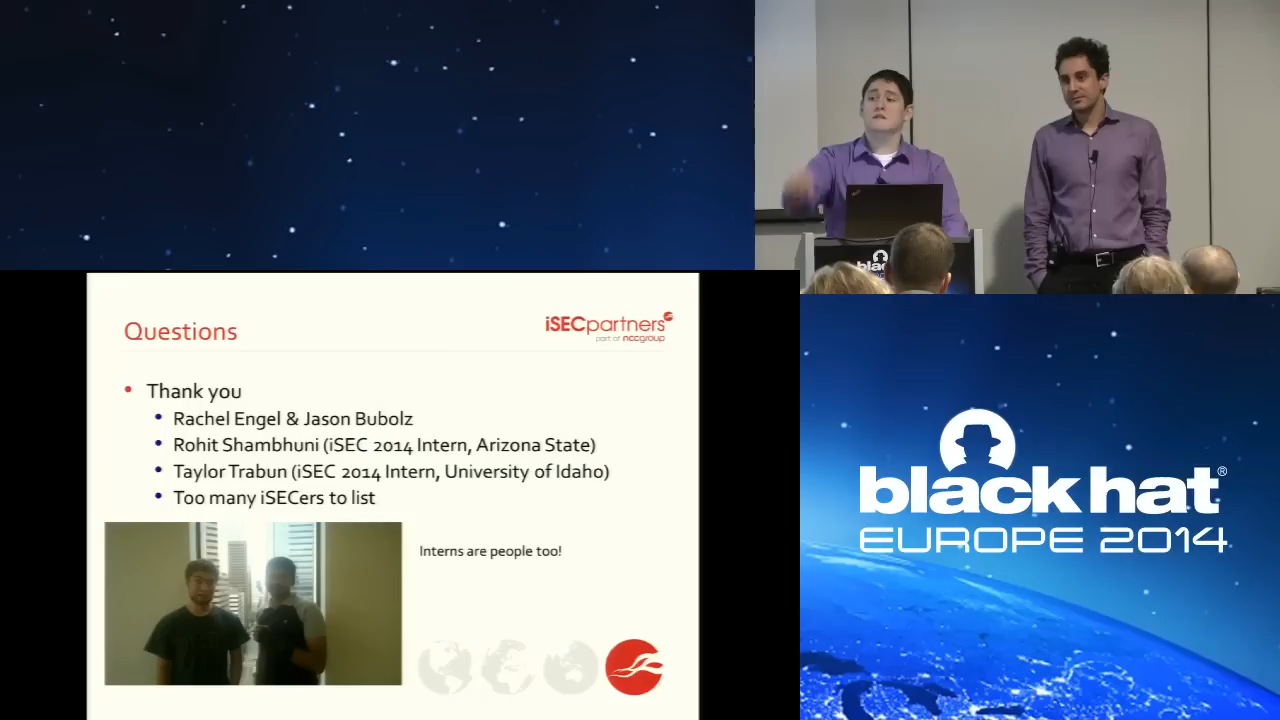 black
Questions
iSECpartners
part of nccgroup
• Thank you
• Rachel Engel & Jason Bubolz
• Rohit Shambhuni (iSEC 2014 Intern, Arizona State)
• Taylor Trabun (iSEC 2014 Intern, University of Idaho)
• Too many iSECers to list
Interns are people too!
black hat®
EUROPE 2014